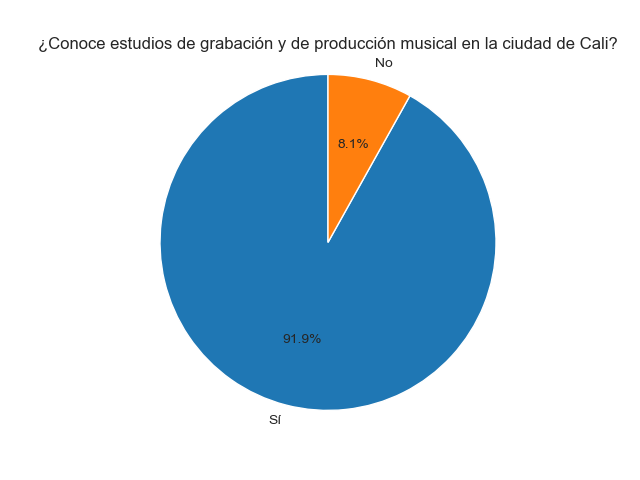 ¿Conoce estudios de grabación y de producción musical en la ciudad de Cali?
No
8.1%
91.9%
Sí